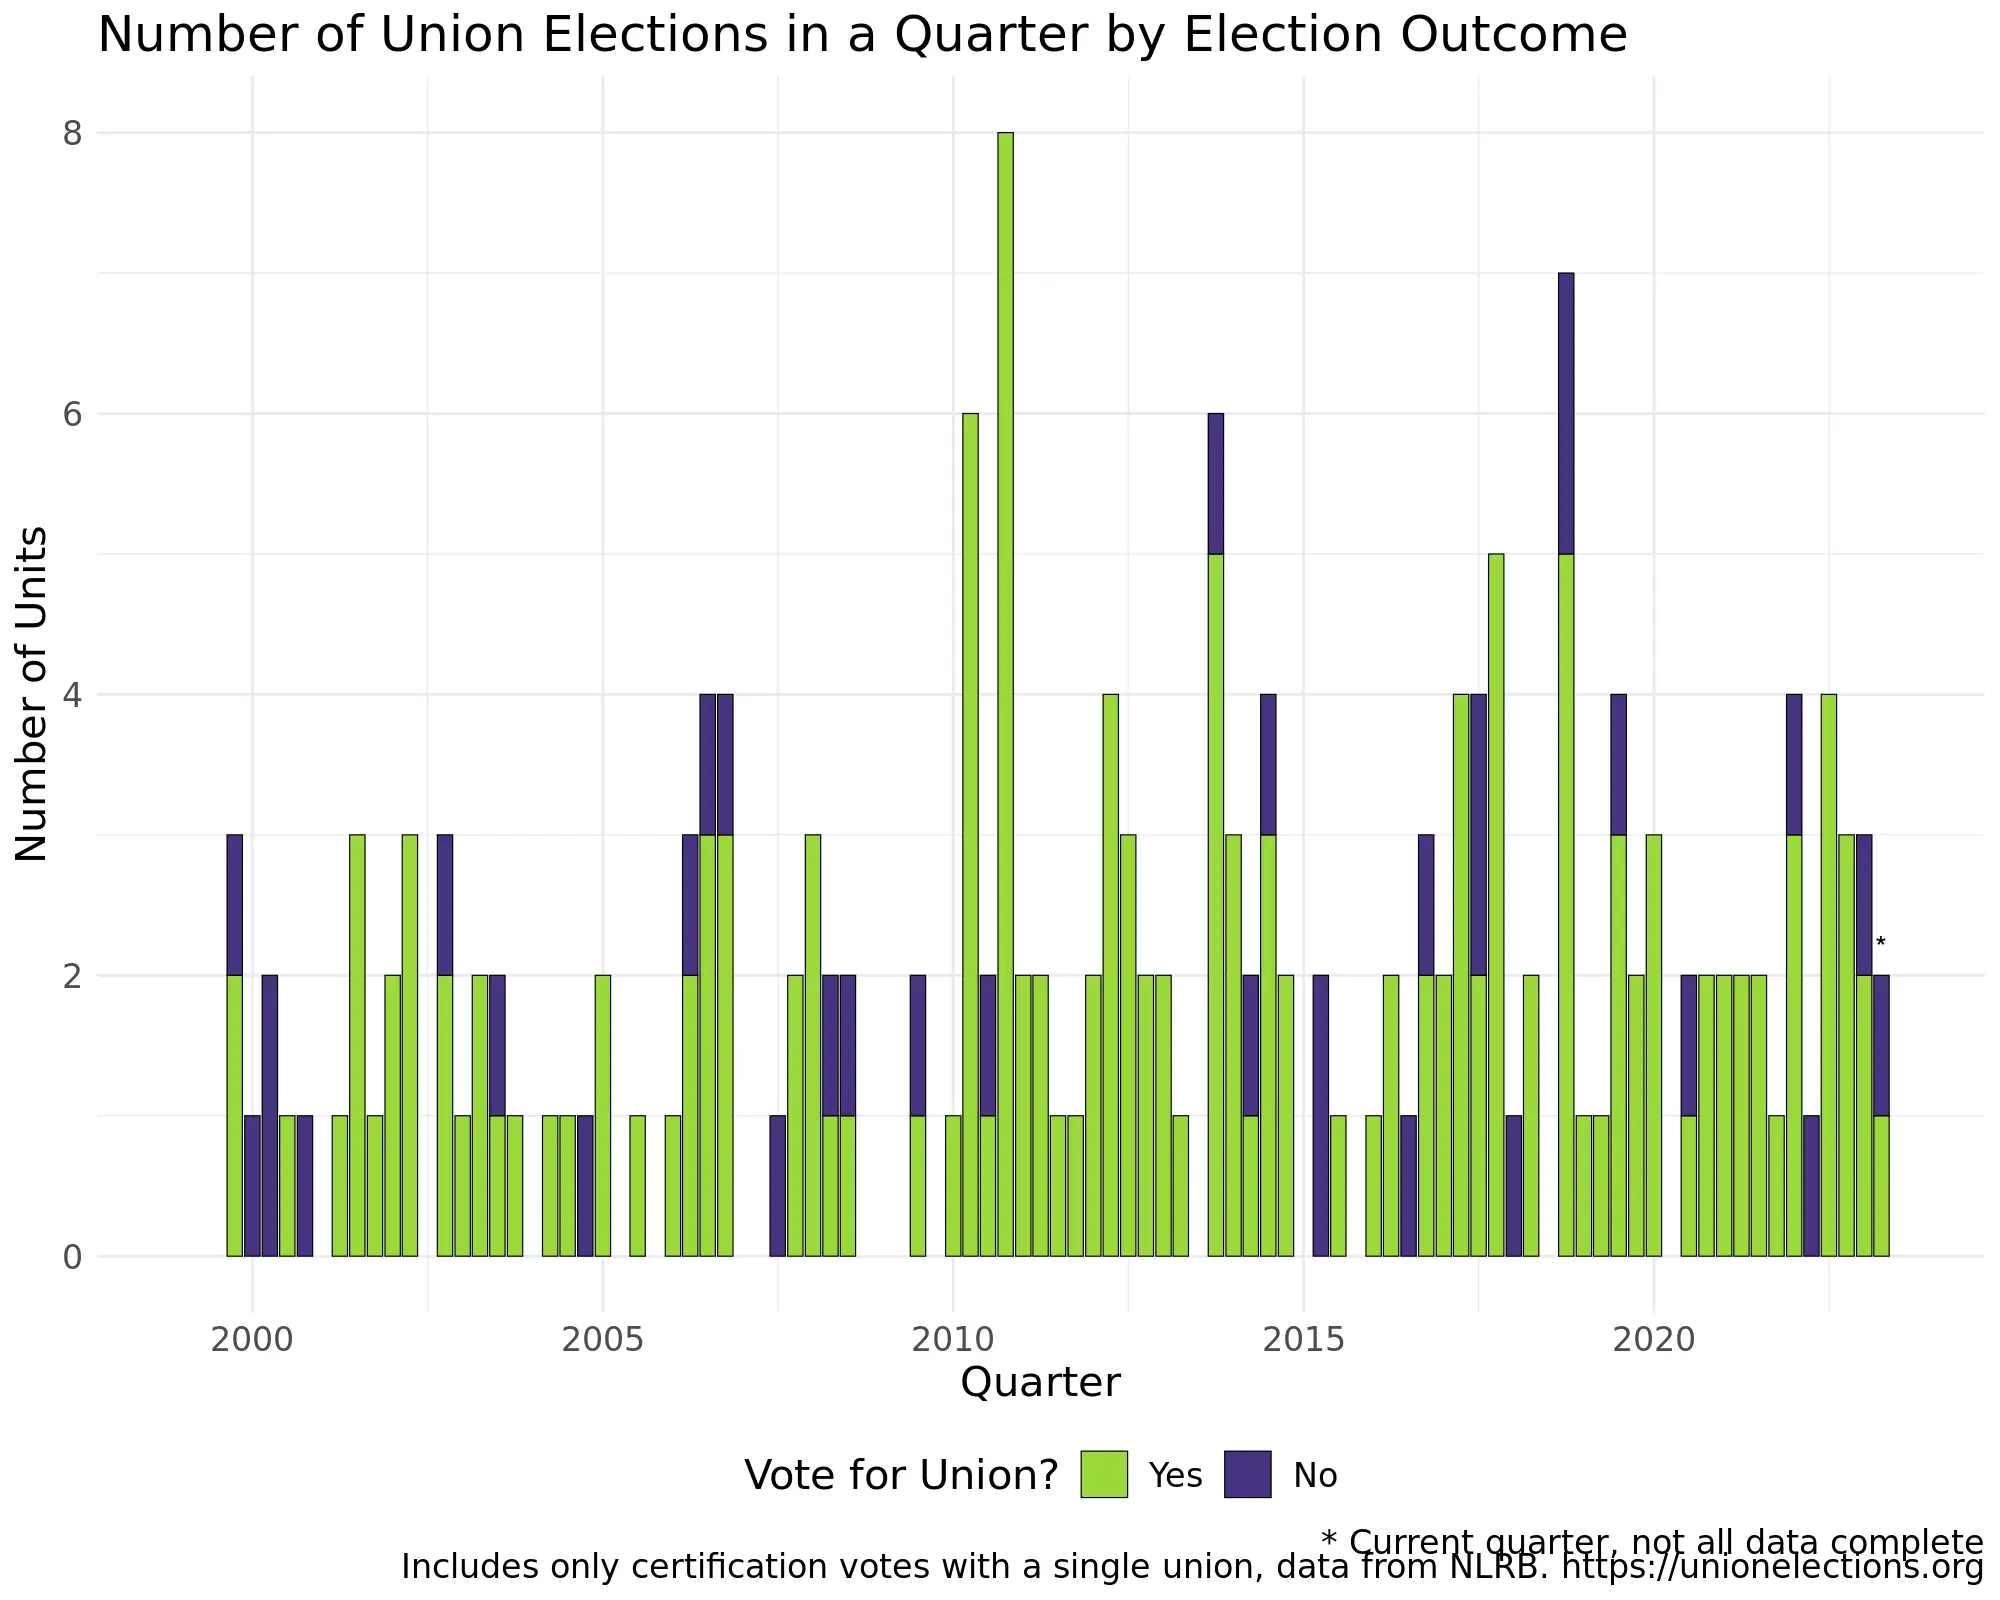 Number of Union Elections in a Quarter by Election Outcome
8
6
4
2
0
Number of Units
*
2000 2005 2010 2015 2020
Quarter
Vote for Union? Yes No
* Current quarter, not all data complete
Includes only certification votes with a single union, data from NLRB. https://unionelections.org